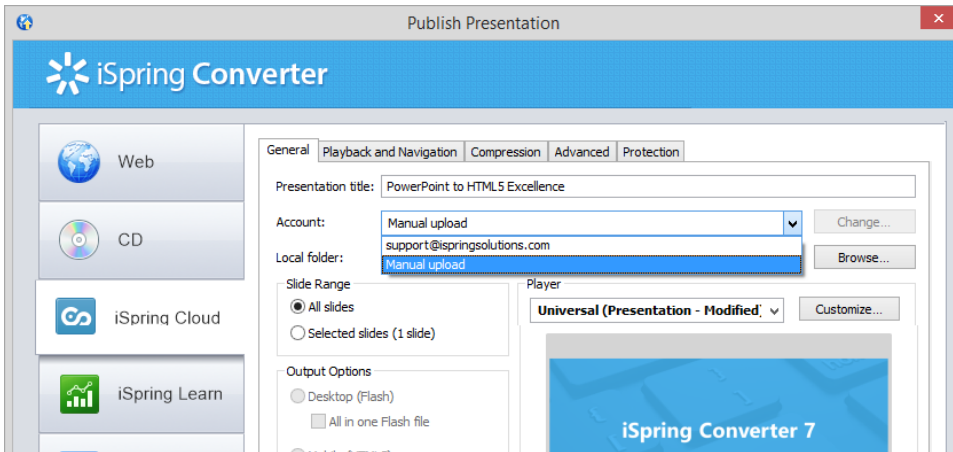 Publish Presentation
iSpring Converter
Web
CD
iSpring Cloud
iSpring Learn
General Playback and Navigation Compression Advanced Protection
Presentation title: PowerPoint to HTML5 Excellence
Account: Manual upload Change...
support@ispringsolutions.com
Local folder: Manual upload Browse...
Slide Range
All slides
Selected slides (1 slide)
Player
Universal (Presentation - Modified) Customize...
Output Options
Desktop (Flash)
All in one Flash file
iSpring Converter 7